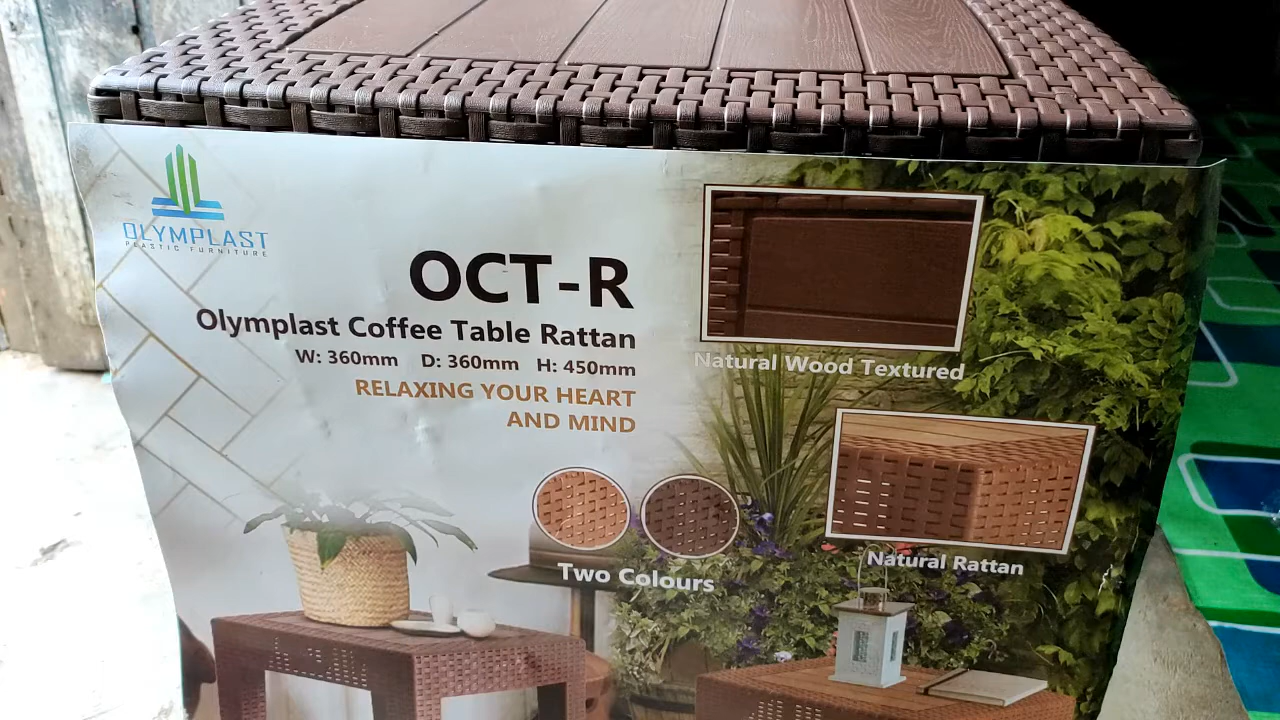 OLYMPLAST
PLASTIC FURNITURE
OCT-R
Olymplast Coffee Table Rattan
W: 360mm D: 360mm H: 450mm
RELAXING YOUR HEART
AND MIND
Natural Wood Textured
Natural Rattan
Two Colours